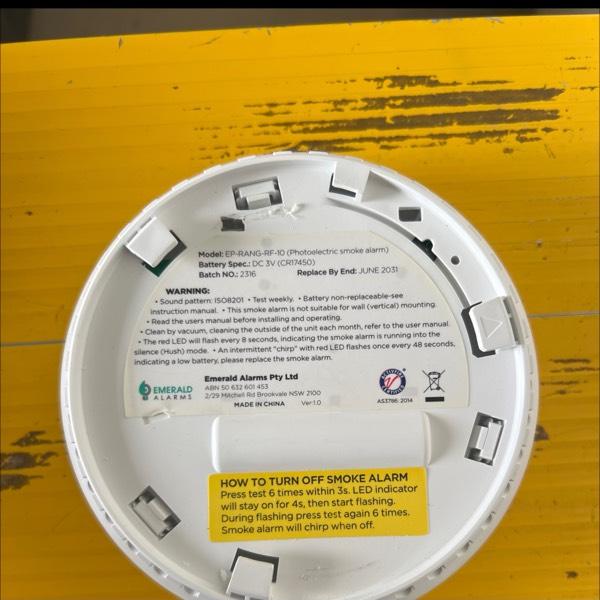 Model: EP-RANG-RF-10 (Photoelectric smoke alarm)
Battery Spec.: DC 3V (CR17450)
Batch NO.: 2316 Replace By End: JUNE 2031
WARNING:
• Sound pattern: ISO8201 • Test weekly. • Battery non-replaceable-see
instruction manual. • This smoke alarm is not suitable for wall (vertical) mounting.
• Read the users manual before installing and operating.
• Clean by vacuum, cleaning the outside of the unit each month, refer to the user manual.
• The red LED will flash every 8 seconds, indicating the smoke alarm is running into the
silence (Hush) mode. • An intermittent "chirp" with red LED flashes once every 48 seconds,
indicating a low battery, please replace the smoke alarm.
EMERALD
ALARMS
Emerald Alarms Pty Ltd
ABN 50 632 601 453
2/29 Mitchell Rd Brookvale NSW 2100
MADE IN CHINA Ver:1.0
AS3786: 2014
HOW TO TURN OFF SMOKE ALARM
Press test 6 times within 3s. LED indicator
will stay on for 4s, then start flashing.
During flashing press test again 6 times.
Smoke alarm will chirp when off.